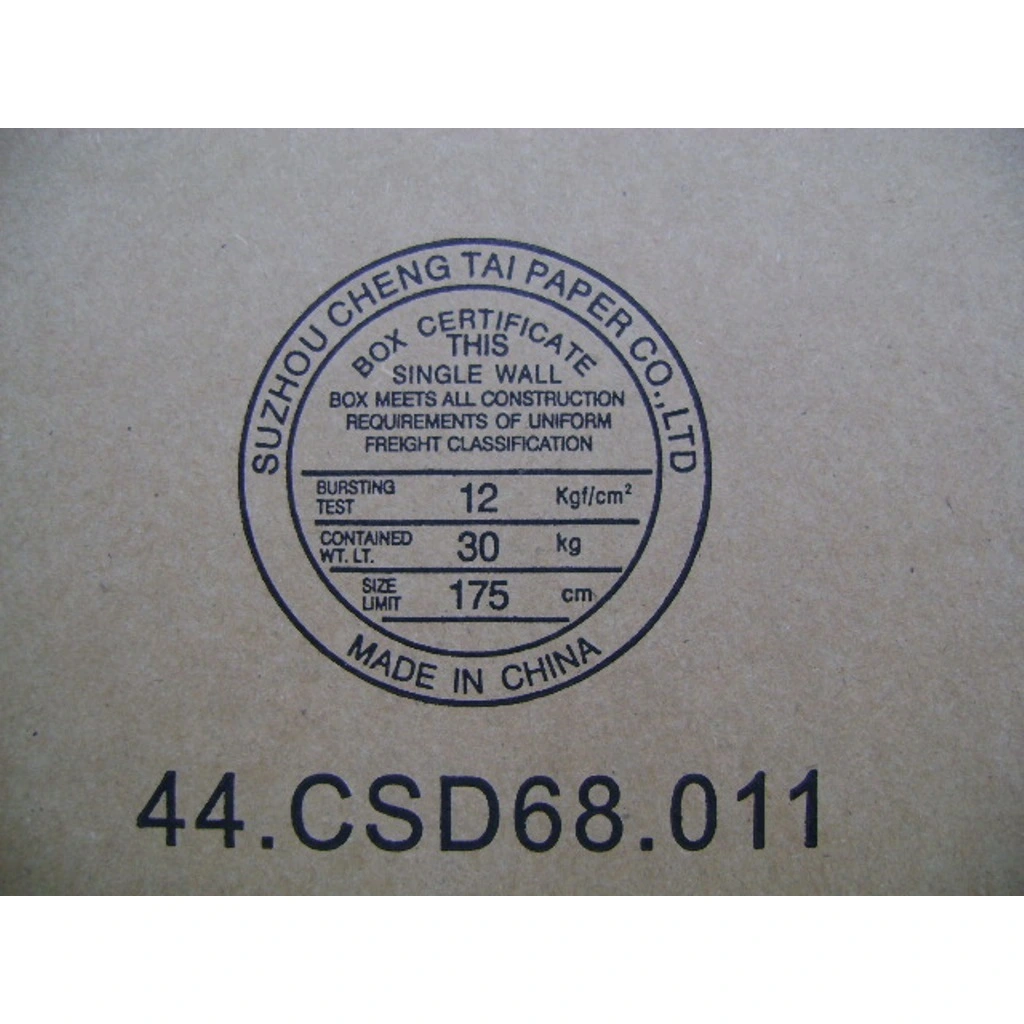 SUZHOU CHENG TAI PAPER CO.,LTD
BOX CERTIFICATE
THIS
SINGLE WALL
BOX MEETS ALL CONSTRUCTION
REQUIREMENTS OF UNIFORM
FREIGHT CLASSIFICATION
BURSTING TEST 12 Kgf/cm²
CONTAINED WT. LT. 30 kg
SIZE LIMIT 175 cm
MADE IN CHINA
44.CSD68.011